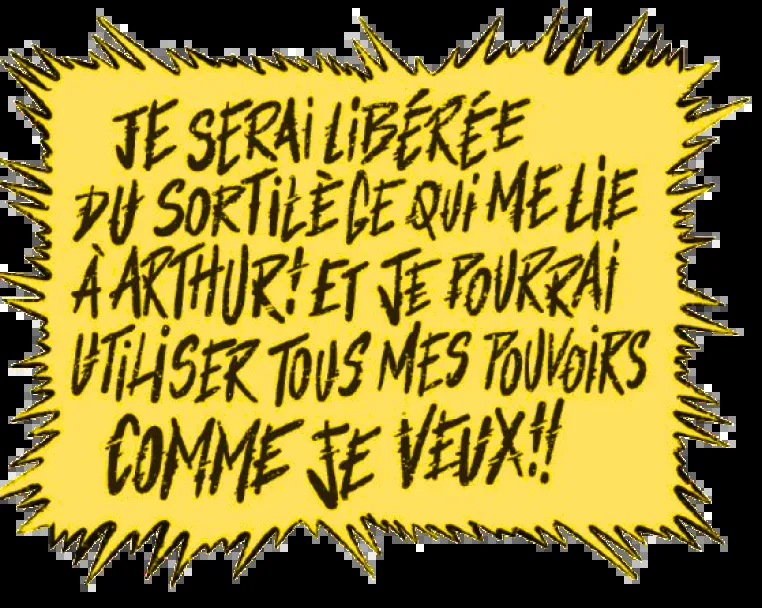 JE SERAI LIBÉRÉE
DU SORTILÈGE QUI ME LIE
À ARTHUR! ET JE POURRAI
UTILISER TOUS MES POUVOIRS
COMME JE VEUX!!